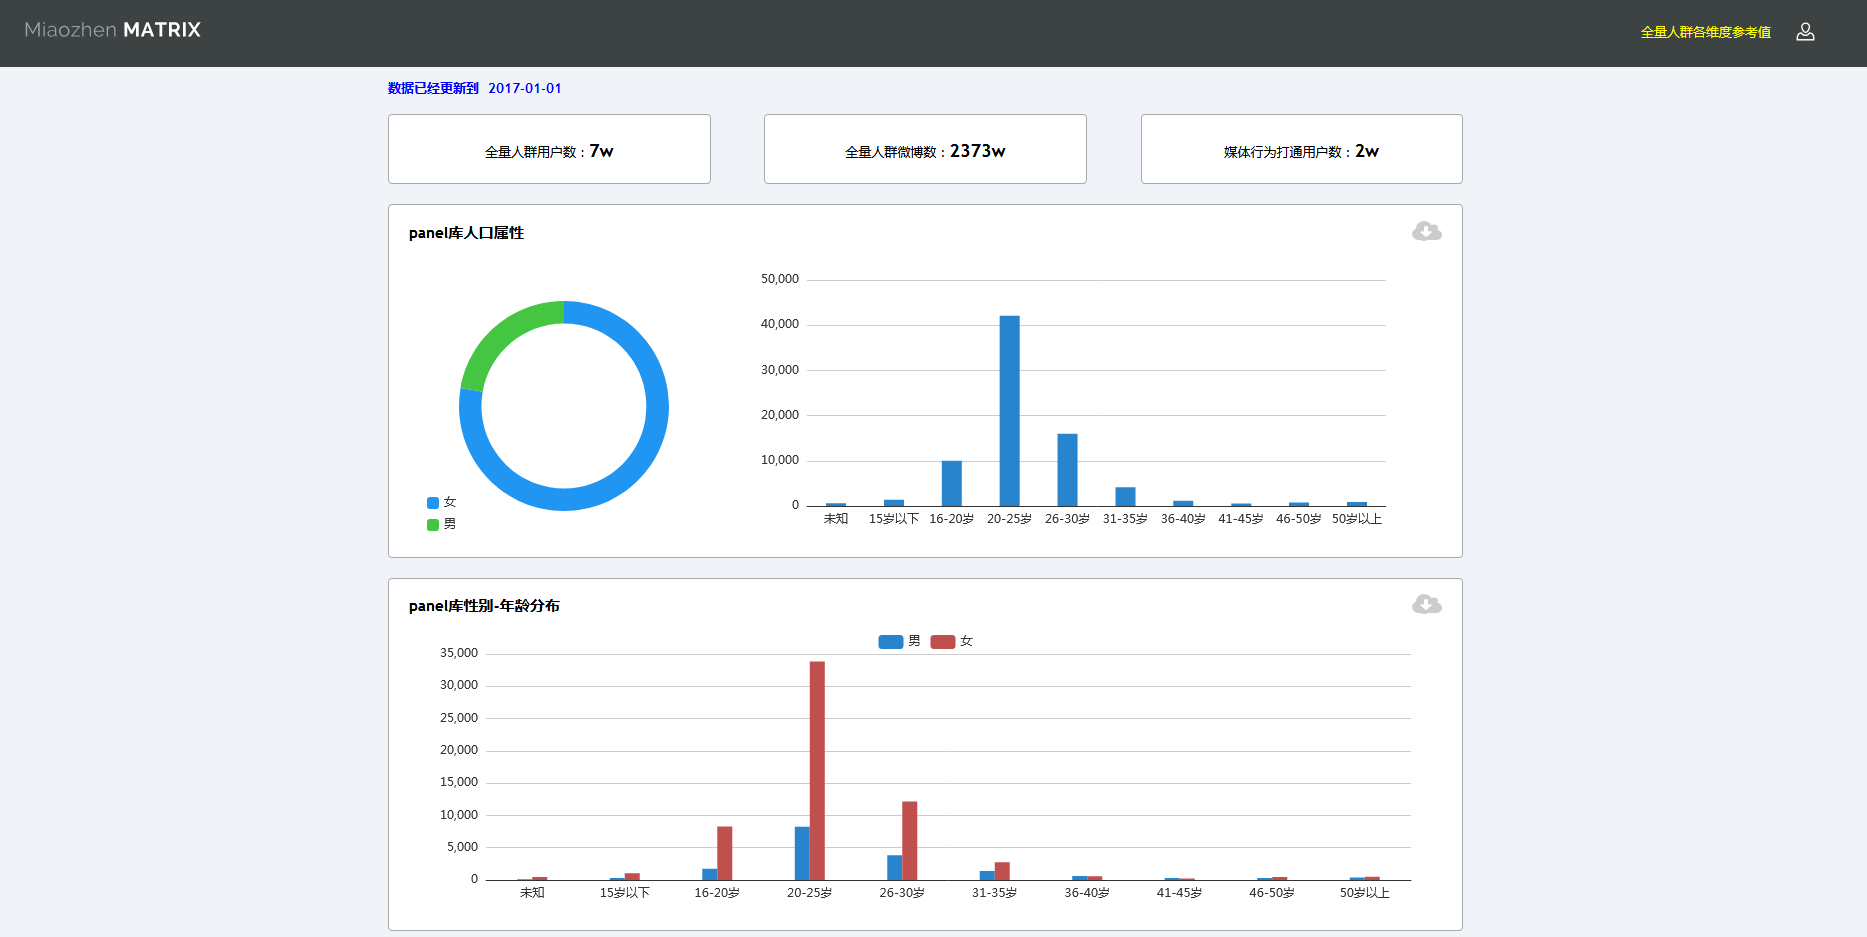 Miaozhen MATRIX
全量人群各维度参考值
数据已经更新到 2017-01-01
全量人群用户数：7w
全量人群微博数：2373w
媒体行为打通用户数：2w
panel库人口属性
女
男
50,000
40,000
30,000
20,000
10,000
0
未知 15岁以下 16-20岁 20-25岁 26-30岁 31-35岁 36-40岁 41-45岁 46-50岁 50岁以上
panel库性别-年龄分布
男 女
35,000
30,000
25,000
20,000
15,000
10,000
5,000
0
未知 15岁以下 16-20岁 20-25岁 26-30岁 31-35岁 36-40岁 41-45岁 46-50岁 50岁以上